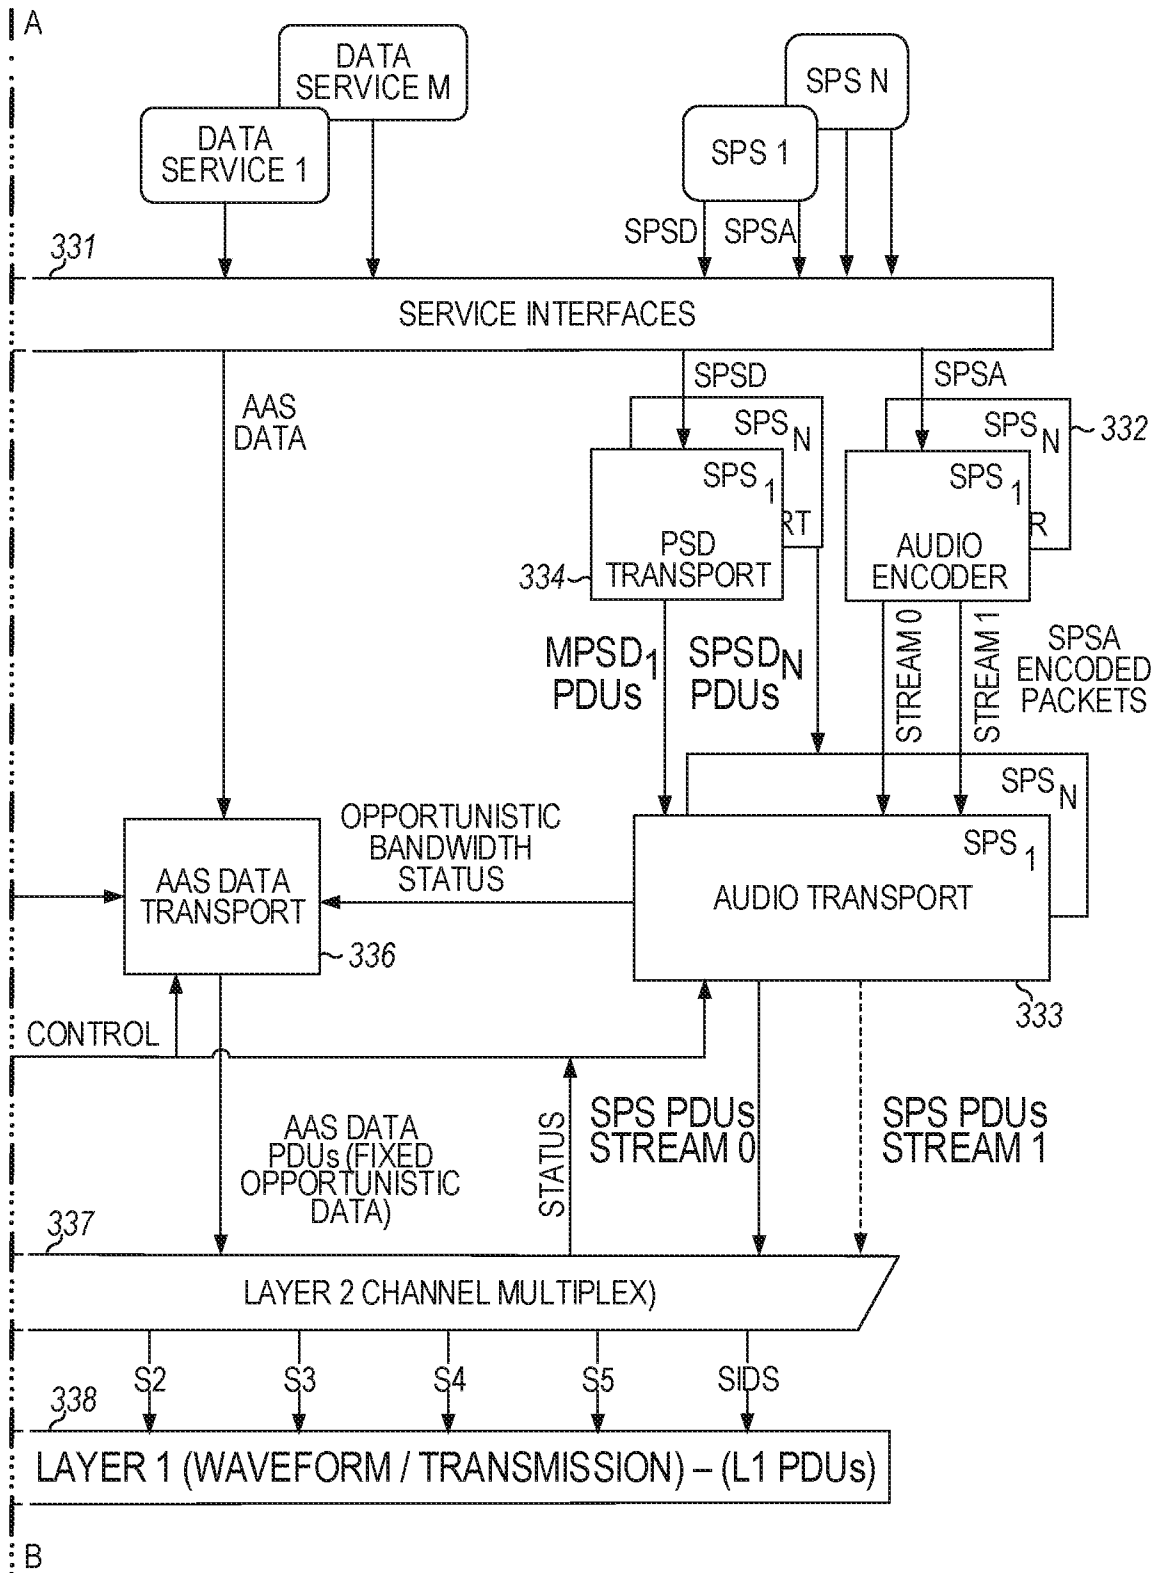 A
DATA
SERVICE M
DATA
SERVICE 1
SPS N
SPS 1
SPSD
SPSA
331
SERVICE INTERFACES
SPSD
SPSA
AAS
DATA
SPS N
SPS N
332
SPS 1
SPS 1
RT
R
PSD
TRANSPORT
AUDIO
ENCODER
334
MPSD1
PDUs
SPSDN
PDUs
STREAM 0
STREAM 1
SPSA
ENCODED
PACKETS
SPS N
OPPORTUNISTIC
BANDWIDTH
STATUS
SPS 1
AAS DATA
TRANSPORT
AUDIO TRANSPORT
336
333
CONTROL
AAS DATA
PDUs (FIXED
OPPORTUNISTIC
DATA)
STATUS
SPS PDUs
STREAM 0
SPS PDUs
STREAM 1
337
LAYER 2 CHANNEL MULTIPLEX)
S2
S3
S4
S5
SIDS
338
LAYER 1 (WAVEFORM / TRANSMISSION) – (L1 PDUs)
B